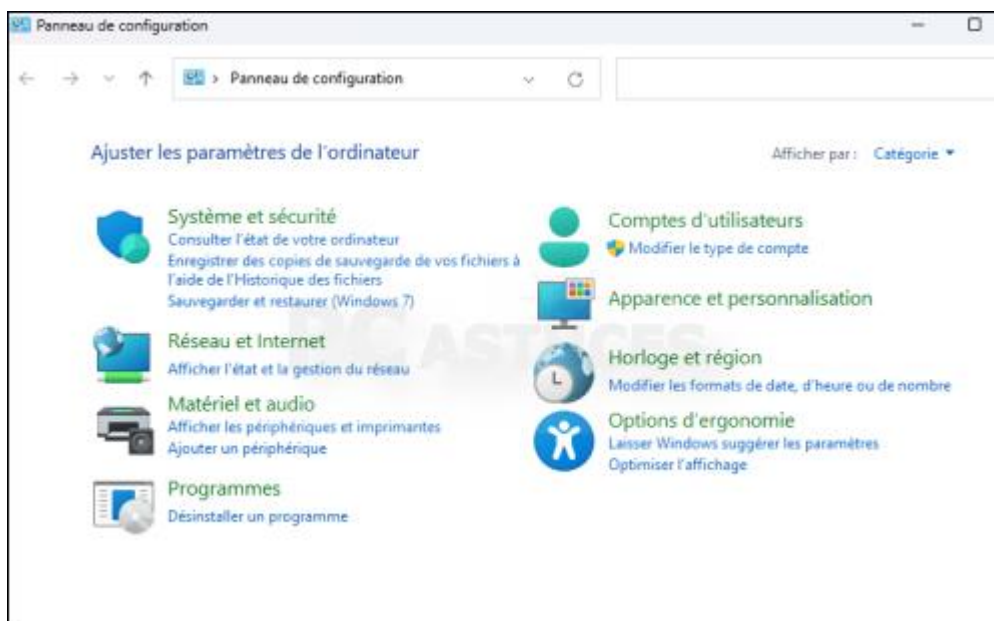 Panneau de configuration
Panneau de configuration
Ajuster les paramètres de l'ordinateur
Afficher par : Catégorie
Système et sécurité
Consulter l'état de votre ordinateur
Enregistrer des copies de sauvegarde de vos fichiers à
l'aide de l'Historique des fichiers
Sauvegarder et restaurer (Windows 7)
Réseau et Internet
Afficher l'état et la gestion du réseau
Matériel et audio
Afficher les périphériques et imprimantes
Ajouter un périphérique
Programmes
Désinstaller un programme
Comptes d'utilisateurs
Modifier le type de compte
Apparence et personnalisation
Horloge et région
Modifier les formats de date, d'heure ou de nombre
Options d'ergonomie
Laisser Windows suggérer les paramètres
Optimiser l'affichage
PC ASTUCES